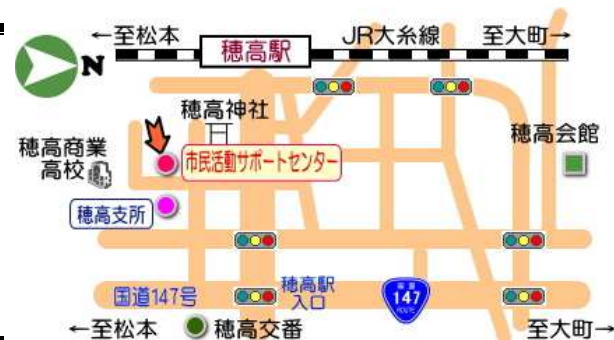 ←至松本
穂高駅
JR大糸線
至大町→
N
穂高神社
穂高商業
高校
市民活動サポートセンター
穂高会館
穂高支所
国道147号
穂高駅
入口
国道
147
ROUTE
←至松本
穂高交番
至大町→